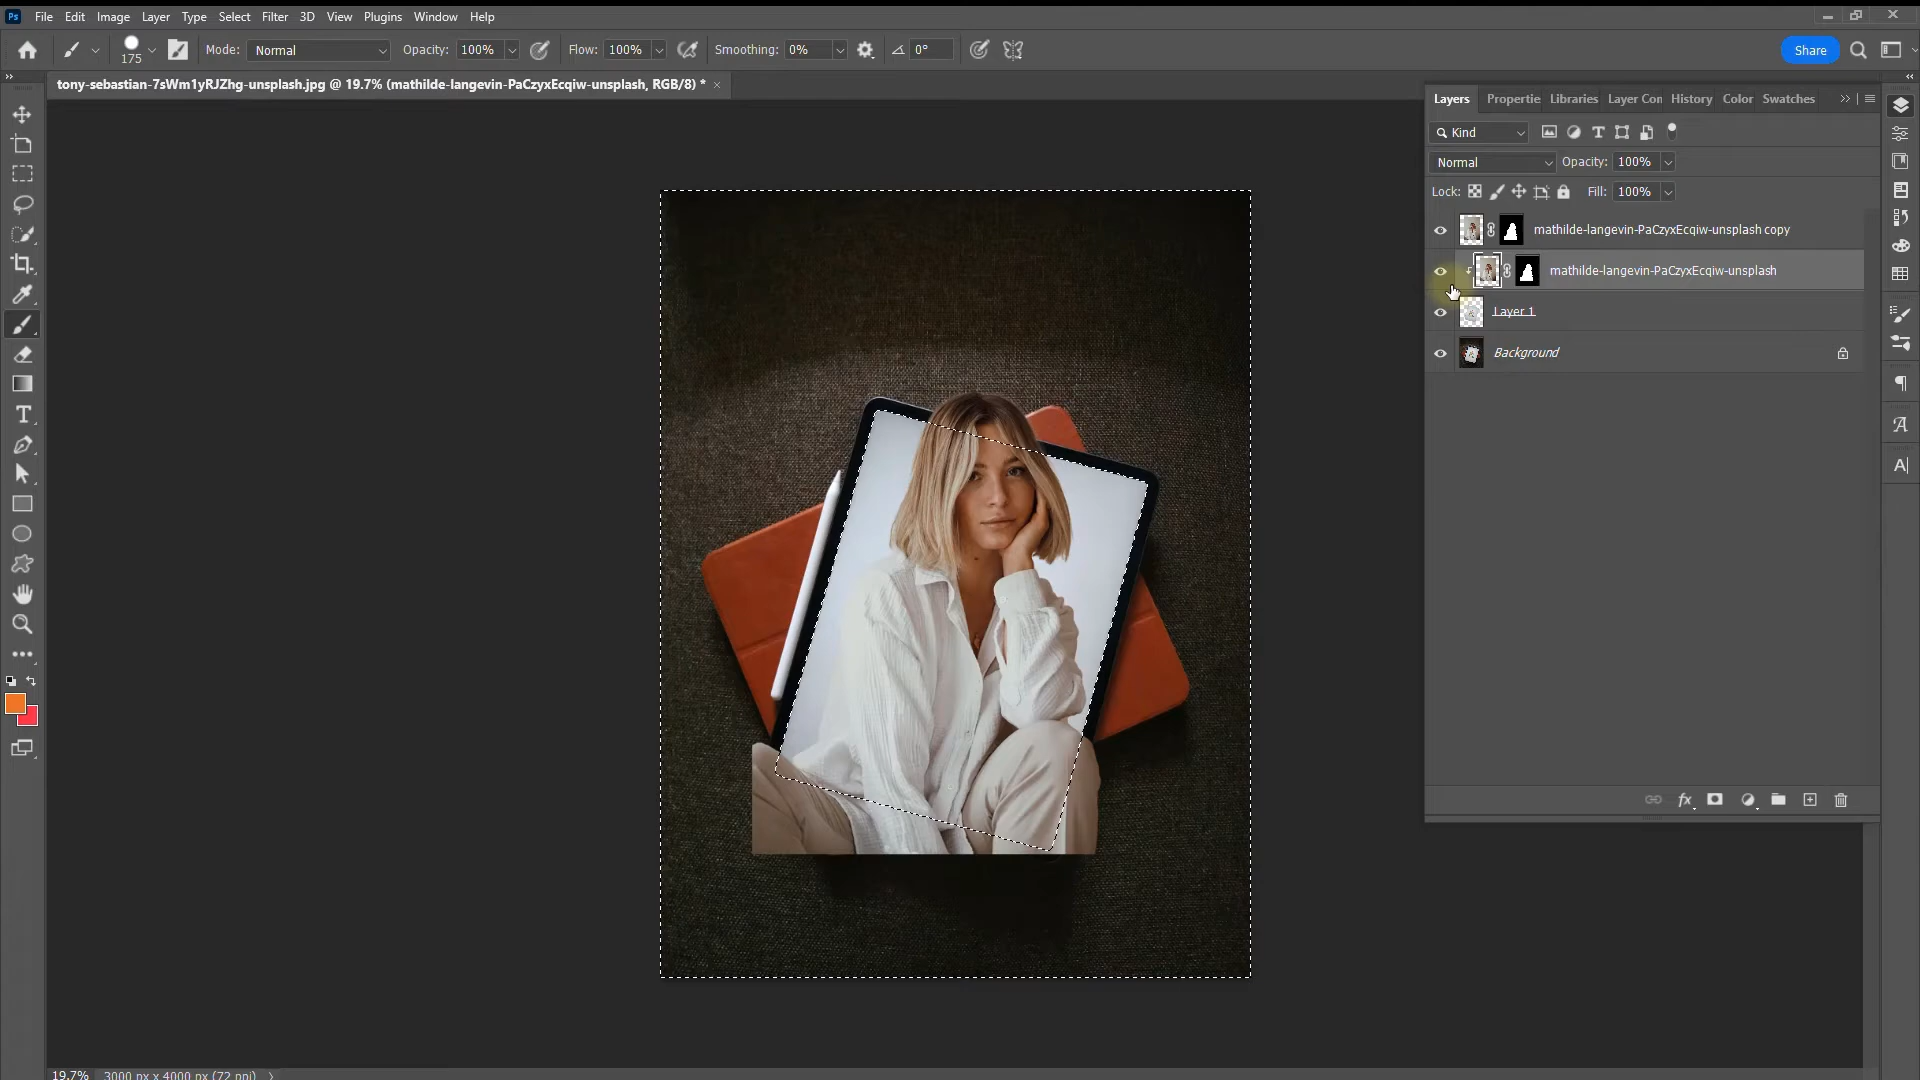 Ps File Edit Image Layer Type Select Filter 3D View Plugins Window Help
175 Mode: Normal Opacity: 100% Flow: 100% Smoothing: 0% 0° Share
tony-sebastian-7sWm1yRJZhg-unsplash.jpg @ 19.7% (mathilde-langevin-PaCzyxEcqiw-unsplash, RGB/8) * ×
Layers Propertie Libraries Layer Con History Color Swatches
Kind
Normal Opacity: 100%
Lock: Fill: 100%
mathilde-langevin-PaCzyxEcqiw-unsplash copy
mathilde-langevin-PaCzyxEcqiw-unsplash
Layer 1
Background
fx
19.7% 3000 px x 4000 px (72 ppi)